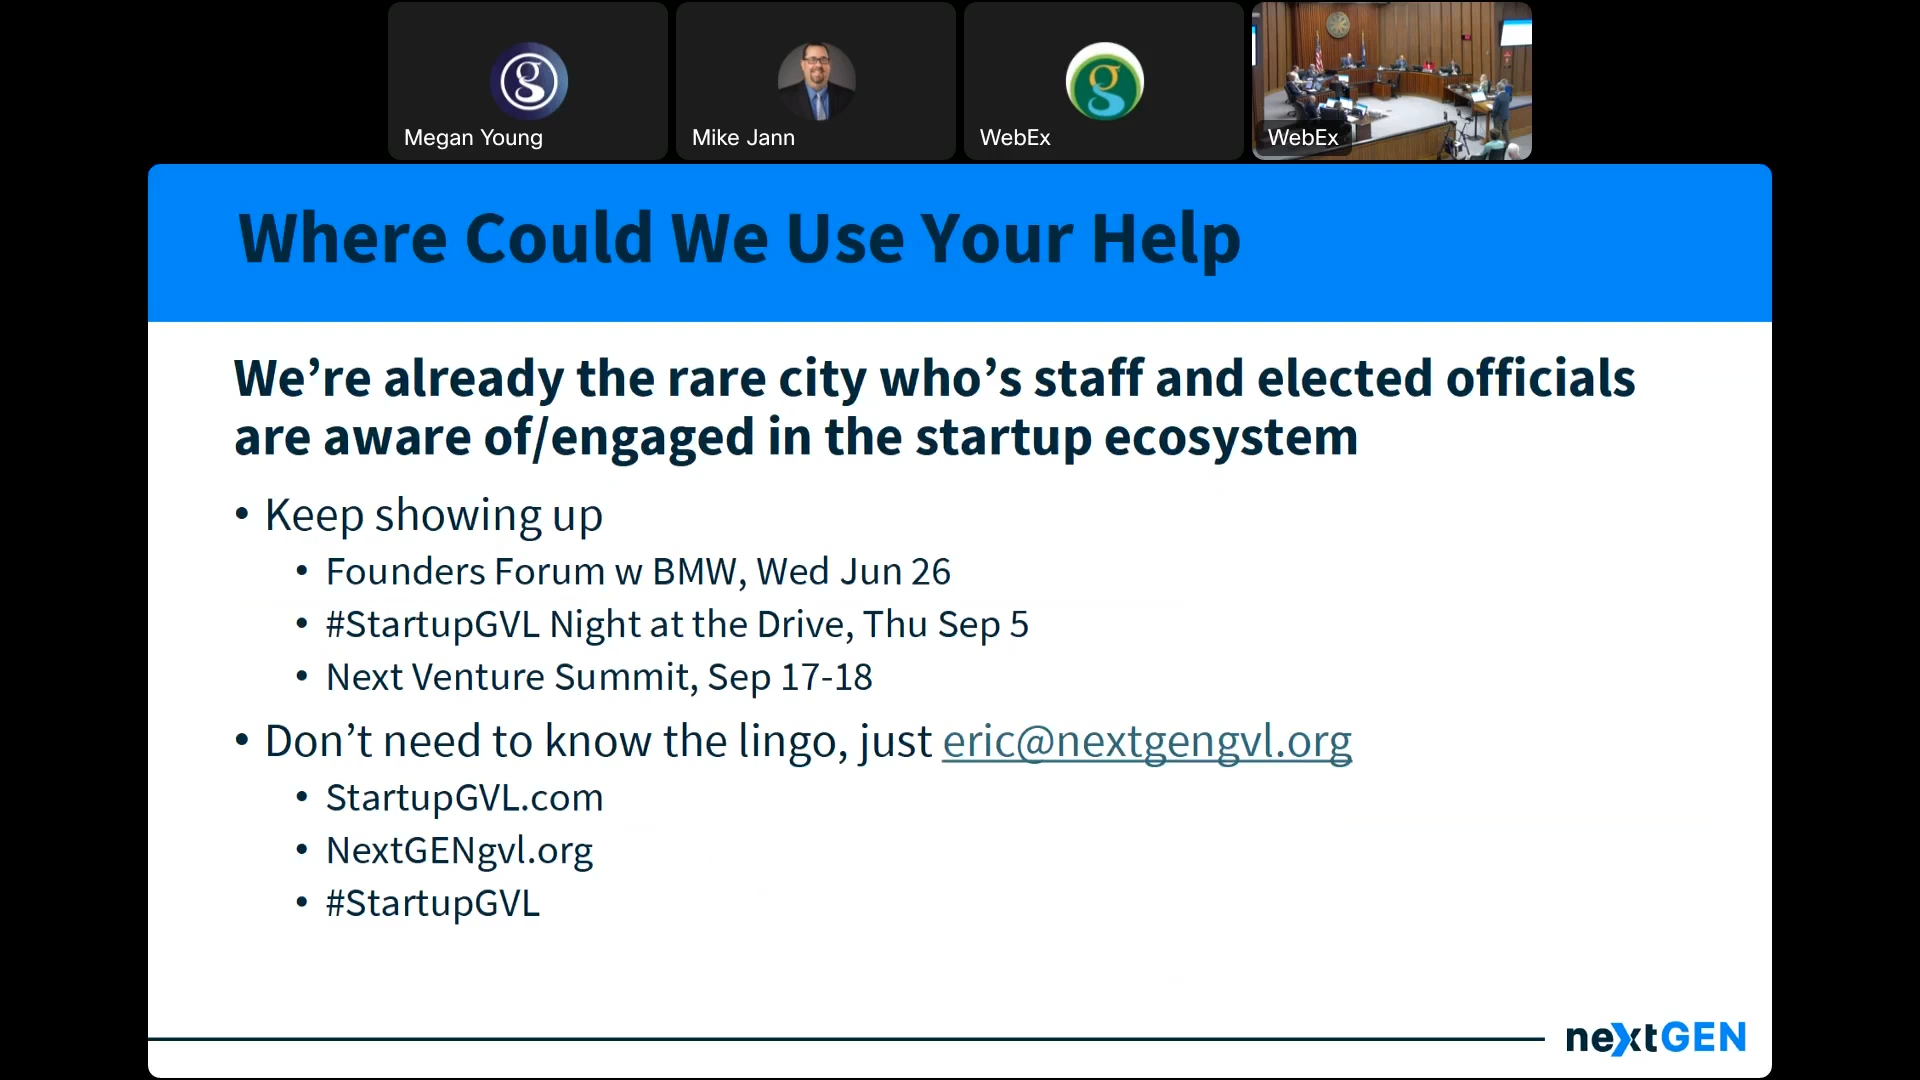 Megan Young
Mike Jann
WebEx
WebEx
Where Could We Use Your Help
We’re already the rare city who’s staff and elected officials
are aware of/engaged in the startup ecosystem
• Keep showing up
• Founders Forum w BMW, Wed Jun 26
• #StartupGVL Night at the Drive, Thu Sep 5
• Next Venture Summit, Sep 17-18
• Don’t need to know the lingo, just eric@nextgengvl.org
• StartupGVL.com
• NextGENgvl.org
• #StartupGVL
nextGEN